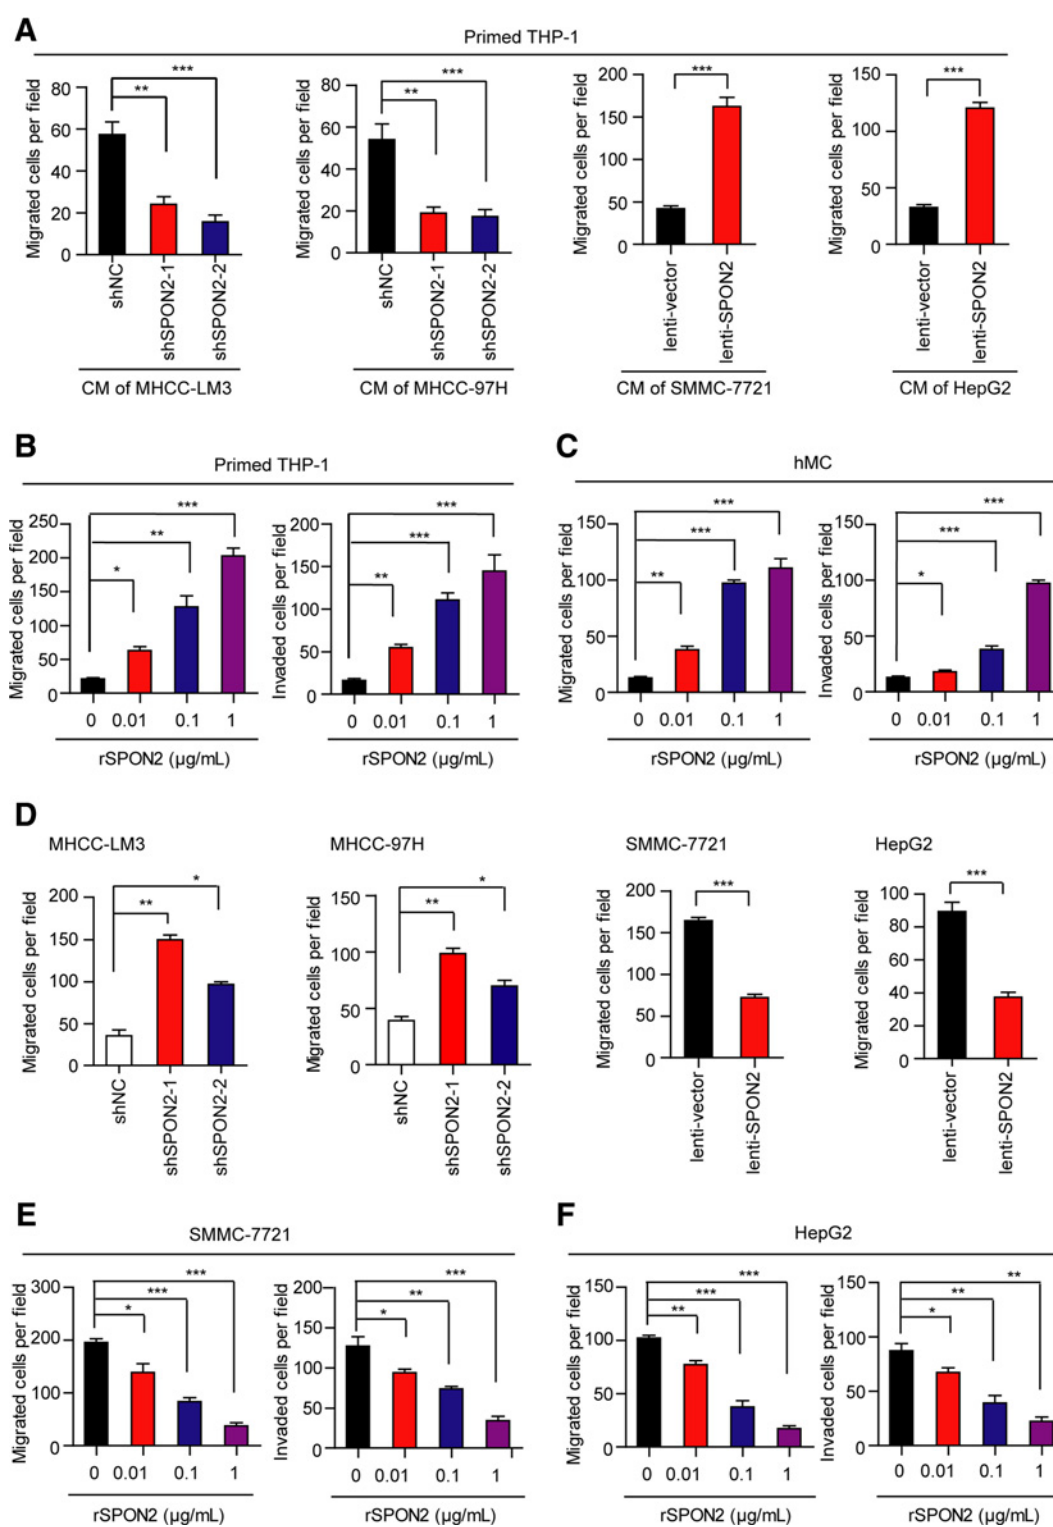 A
Primed THP-1
Migrated cells per field
80
60
40
20
0
** ***
shNC
shSPON2-1
shSPON2-2
CM of MHCC-LM3
Migrated cells per field
80
60
40
20
0
** ***
shNC
shSPON2-1
shSPON2-2
CM of MHCC-97H
Migrated cells per field
200
150
100
50
0
***
lenti-vector
lenti-SPON2
CM of SMMC-7721
Migrated cells per field
150
100
50
0
***
lenti-vector
lenti-SPON2
CM of HepG2
B
Primed THP-1
Migrated cells per field
250
200
150
100
50
0
* ** ***
0 0.01 0.1 1
rSPON2 (µg/mL)
Invaded cells per field
200
150
100
50
0
** *** ***
0 0.01 0.1 1
rSPON2 (µg/mL)
C
hMC
Migrated cells per field
150
100
50
0
** *** ***
0 0.01 0.1 1
rSPON2 (µg/mL)
Invaded cells per field
150
100
50
0
* *** ***
0 0.01 0.1 1
rSPON2 (µg/mL)
D
MHCC-LM3
Migrated cells per field
200
150
100
50
0
** *
shNC
shSPON2-1
shSPON2-2
MHCC-97H
Migrated cells per field
150
100
50
0
** *
shNC
shSPON2-1
shSPON2-2
SMMC-7721
Migrated cells per field
200
150
100
50
0
***
lenti-vector
lenti-SPON2
HepG2
Migrated cells per field
100
80
60
40
20
0
***
lenti-vector
lenti-SPON2
E
SMMC-7721
Migrated cells per field
300
200
100
0
* *** ***
0 0.01 0.1 1
rSPON2 (µg/mL)
Invaded cells per field
200
150
100
50
0
* ** ***
0 0.01 0.1 1
rSPON2 (µg/mL)
F
HepG2
Migrated cells per field
150
100
50
0
** *** ***
0 0.01 0.1 1
rSPON2 (µg/mL)
Invaded cells per field
150
100
50
0
* ** **
0 0.01 0.1 1
rSPON2 (µg/mL)